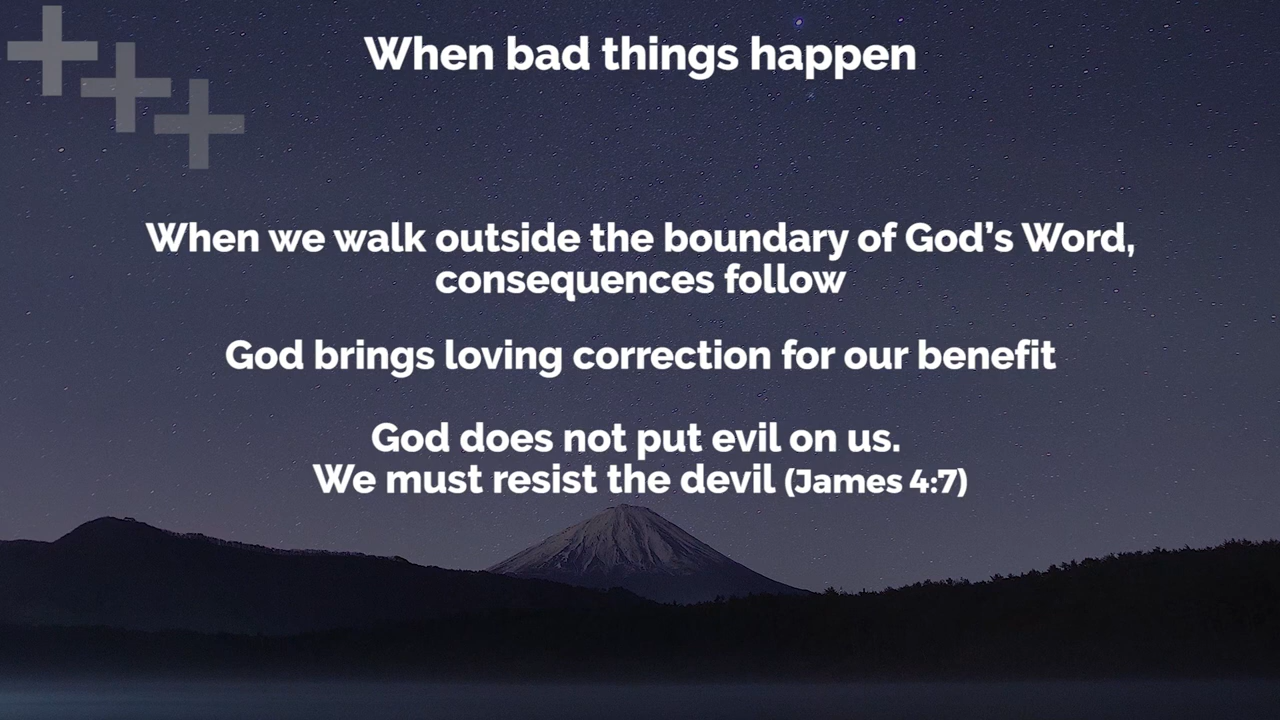 When bad things happen
When we walk outside the boundary of God’s Word,
consequences follow
God brings loving correction for our benefit
God does not put evil on us.
We must resist the devil (James 4:7)